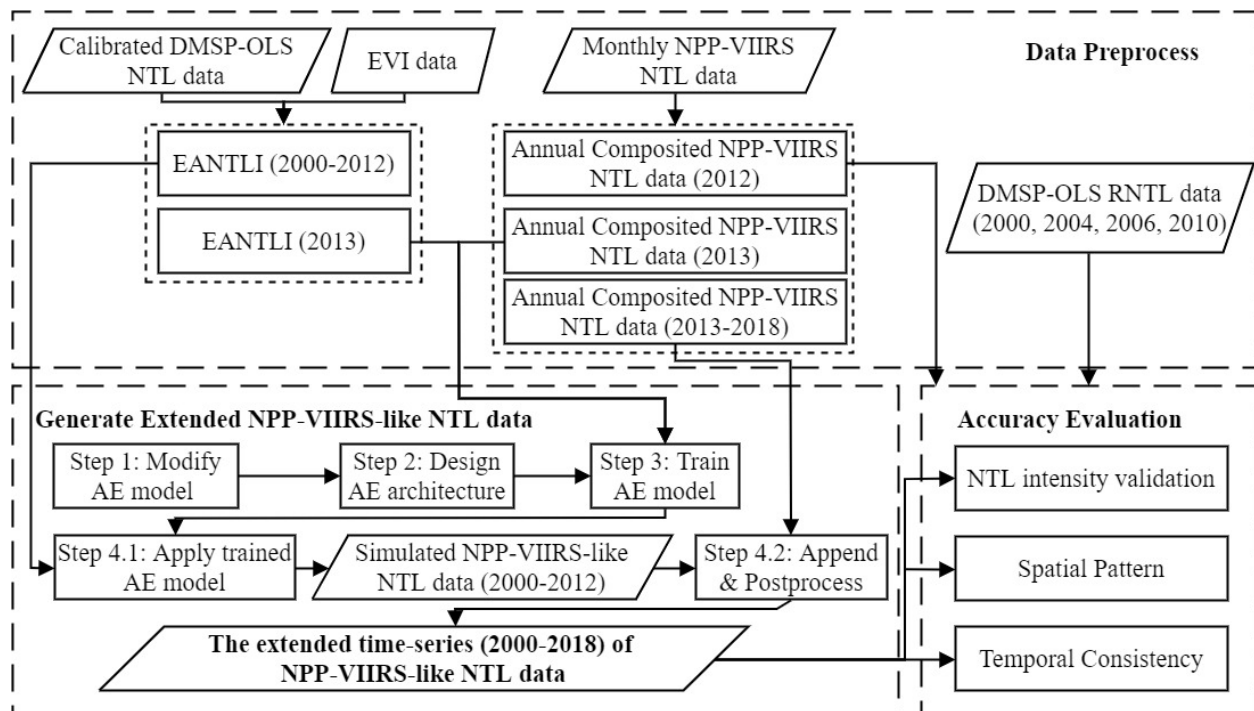 Calibrated DMSP-OLS
NTL data
EVI data
Monthly NPP-VIIRS
NTL data
Data Preprocess
EANTLI (2000-2012)
EANTLI (2013)
Annual Composited NPP-VIIRS
NTL data (2012)
Annual Composited NPP-VIIRS
NTL data (2013)
Annual Composited NPP-VIIRS
NTL data (2013-2018)
DMSP-OLS RNTL data
(2000, 2004, 2006, 2010)
Generate Extended NPP-VIIRS-like NTL data
Step 1: Modify
AE model
Step 2: Design
AE architecture
Step 3: Train
AE model
Step 4.1: Apply trained
AE model
Simulated NPP-VIIRS-like
NTL data (2000-2012)
Step 4.2: Append
& Postprocess
The extended time-series (2000-2018) of
NPP-VIIRS-like NTL data
Accuracy Evaluation
NTL intensity validation
Spatial Pattern
Temporal Consistency